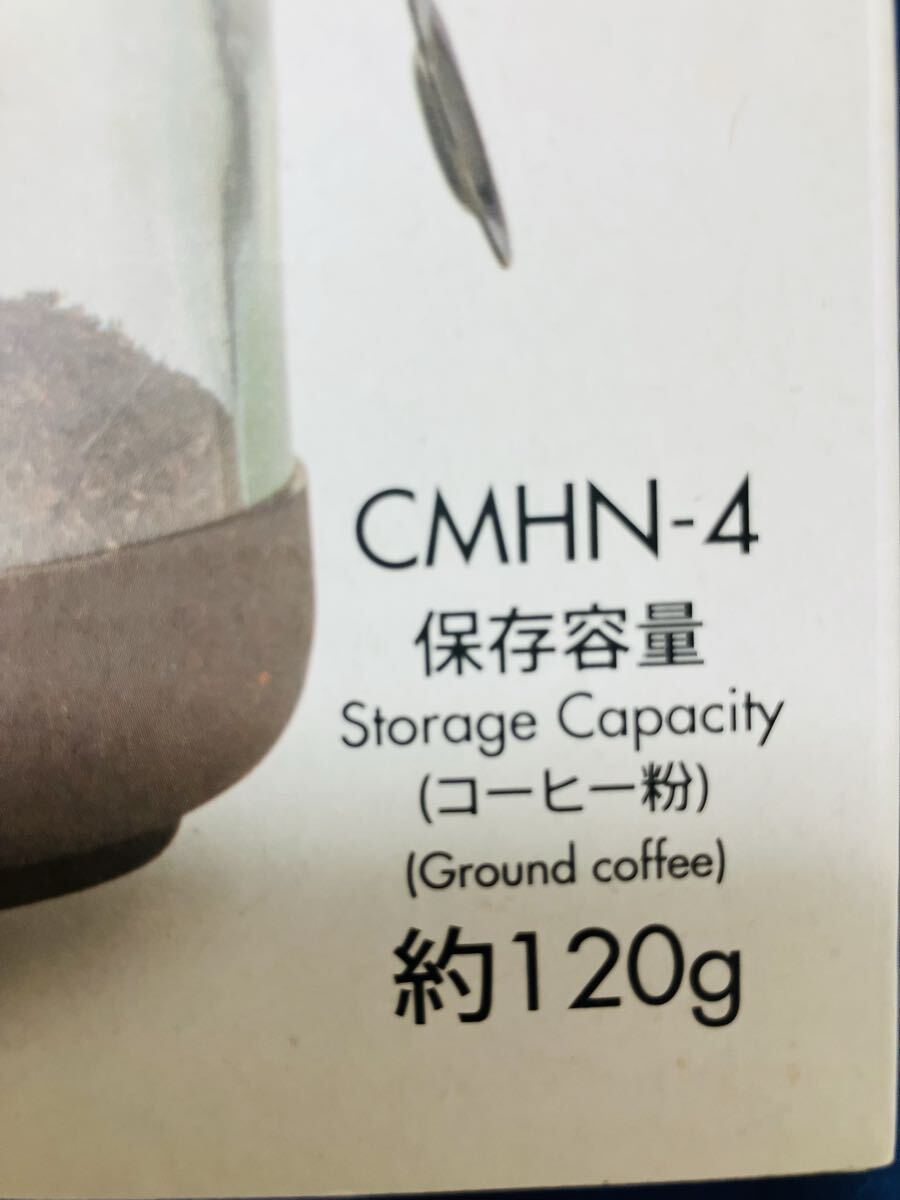 CMHN-4
保存容量
Storage Capacity
(コーヒー粉)
(Ground coffee)
約120g